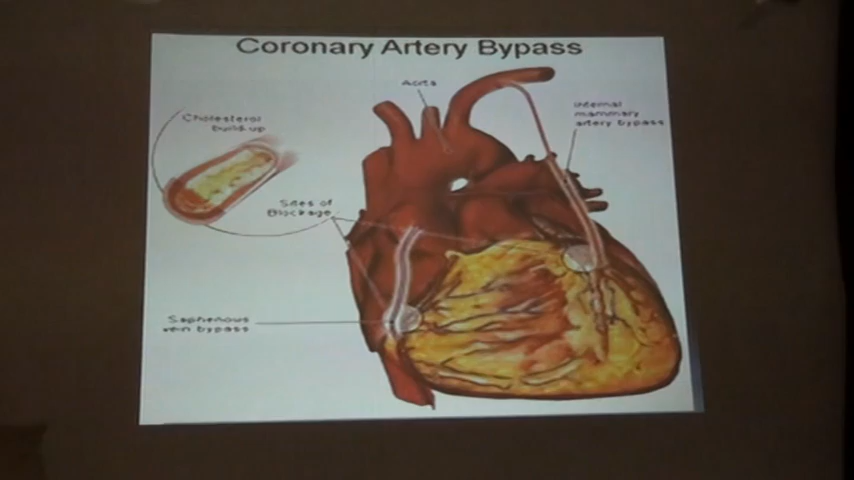 Coronary Artery Bypass
Aorta
Internal
mammary
artery bypass
Cholesterol
build up
Sites of
Blockage
Saphenous
vein bypass